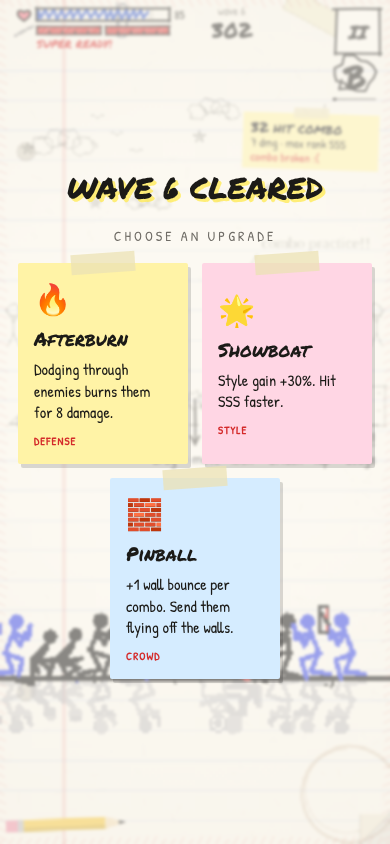 WAVE 6
302
SUPER READY!
II
B
32 HIT COMBO
7 dmg · max rank SSS
combo broken :(
WAVE 6 CLEARED
CHOOSE AN UPGRADE
🔥
AFTERBURN
Dodging through
enemies burns them
for 8 damage.
DEFENSE
🌟
SHOWBOAT
Style gain +30%. Hit
SSS faster.
STYLE
🧱
PINBALL
+1 wall bounce per
combo. Send them
flying off the walls.
CROWD